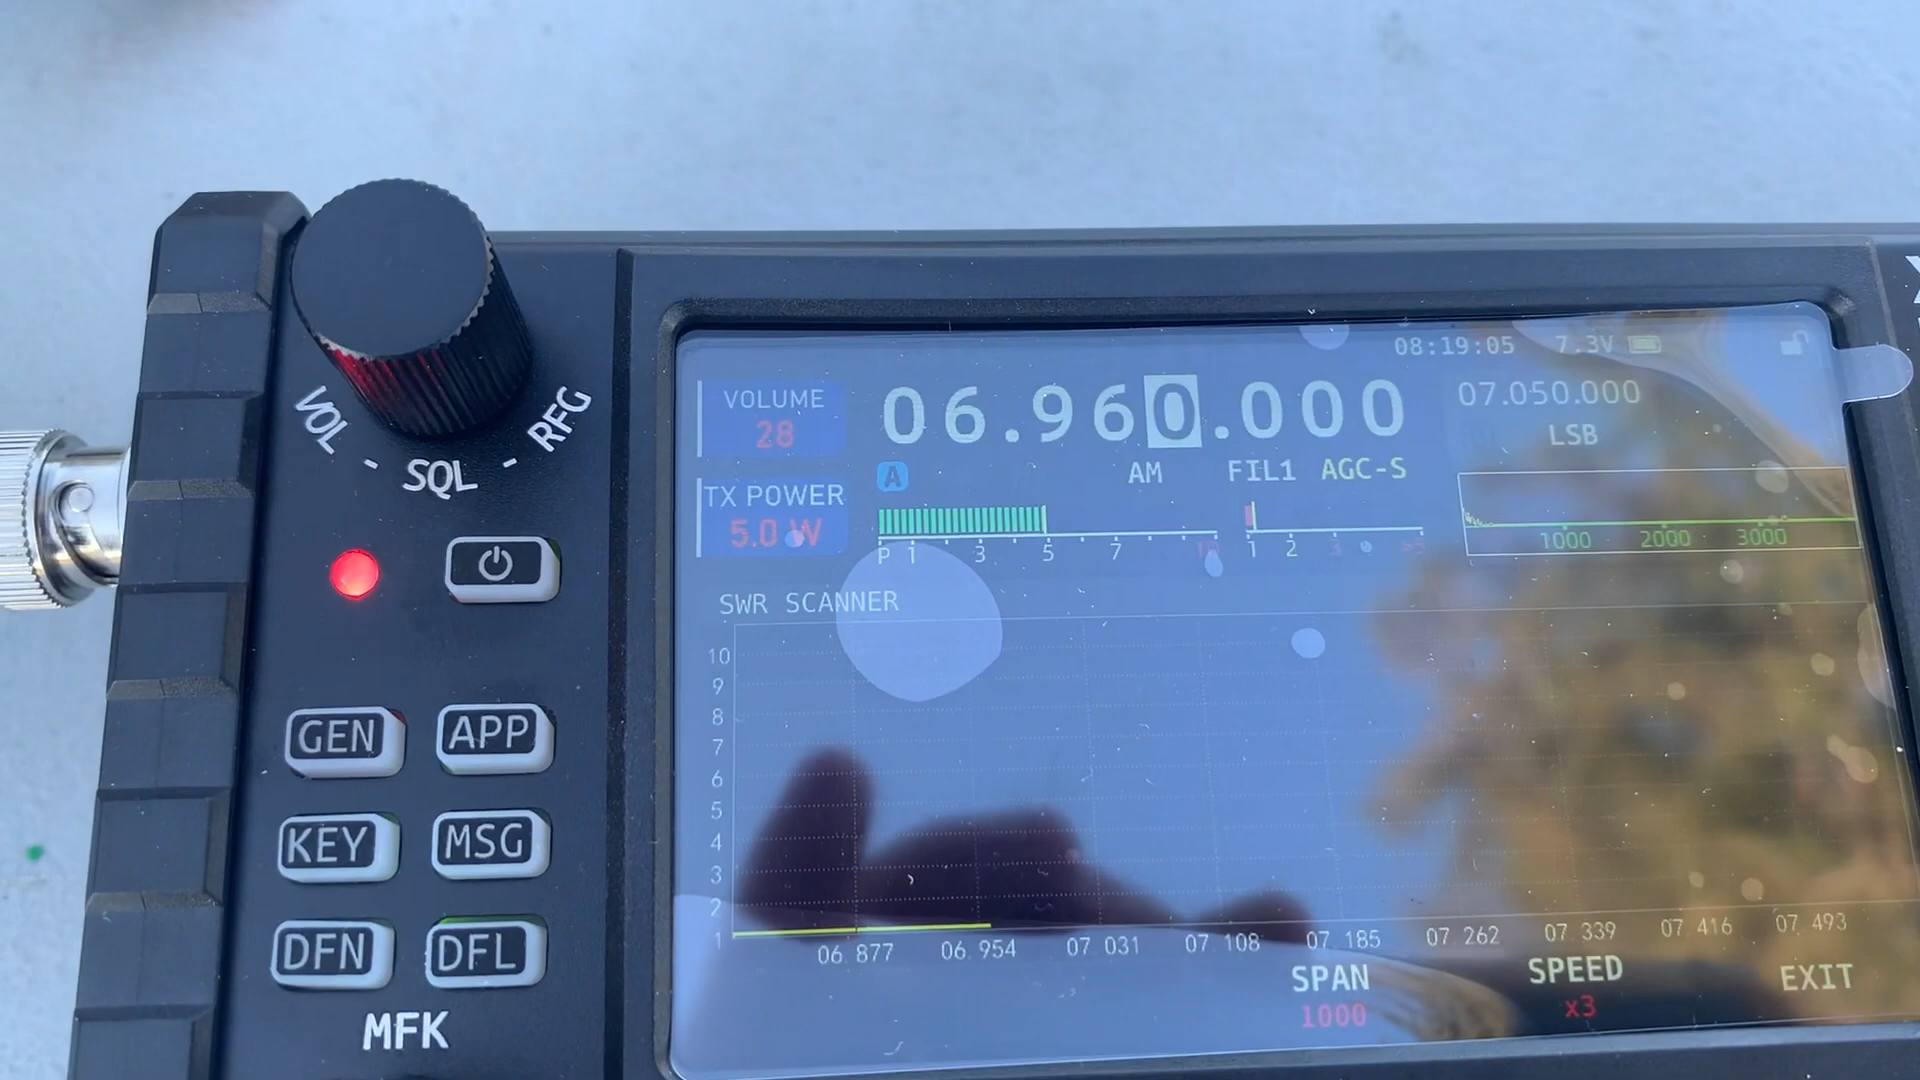 VOL - SQL - RFG
GEN
APP
KEY
MSG
DFN
DFL
MFK
08:19:05 7.3V
VOLUME
28
06.960.000
07.050.000
LSB
A
AM FIL1 AGC-S
TX POWER
5.0 W
P 1 3 5 7
1 2 3 >5
1000 2000 3000
SWR SCANNER
10
9
8
7
6
5
4
3
2
1
06.877 06.954 07.031 07.108 07.185 07.262 07.339 07.416 07.493
SPAN
1000
SPEED
x3
EXIT